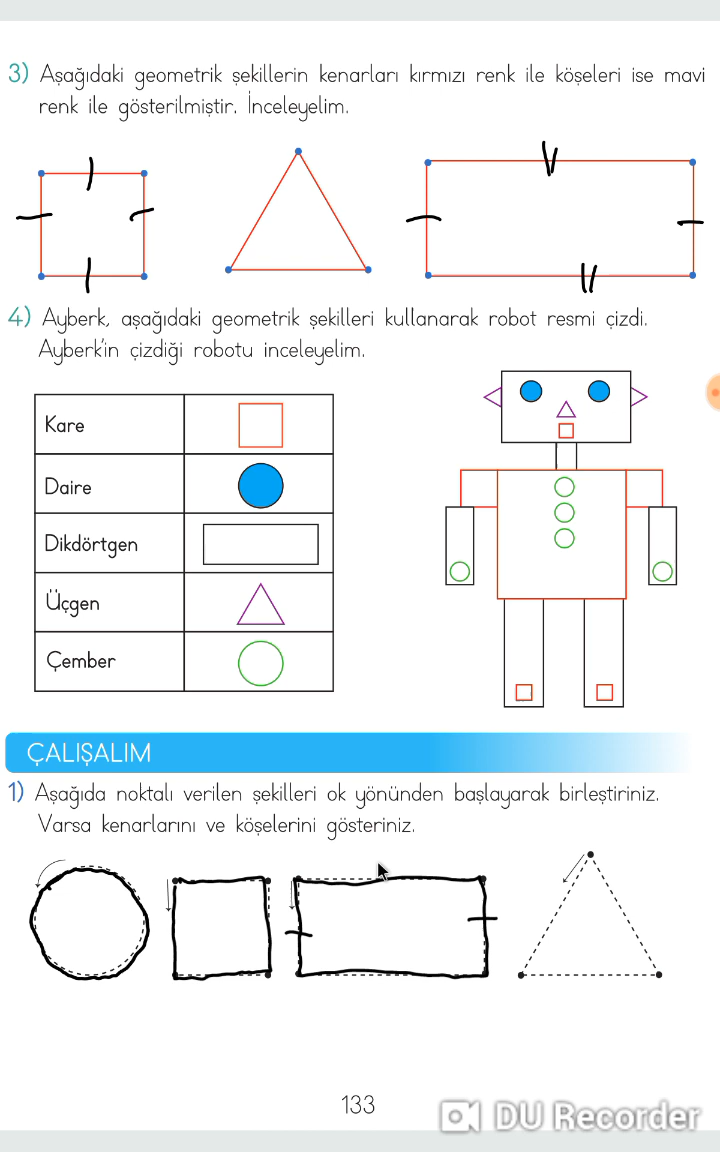 3) Aşağıdaki geometrik şekillerin kenarları kırmızı renk ile köşeleri ise mavi
renk ile gösterilmiştir. İnceleyelim.
4) Ayberk, aşağıdaki geometrik şekilleri kullanarak robot resmi çizdi.
Ayberk'in çizdiği robotu inceleyelim.
Kare
Daire
Dikdörtgen
Üçgen
Çember
ÇALIŞALIM
1) Aşağıda noktalı verilen şekilleri ok yönünden başlayarak birleştiriniz.
Varsa kenarlarını ve köşelerini gösteriniz.
133
DU Recorder